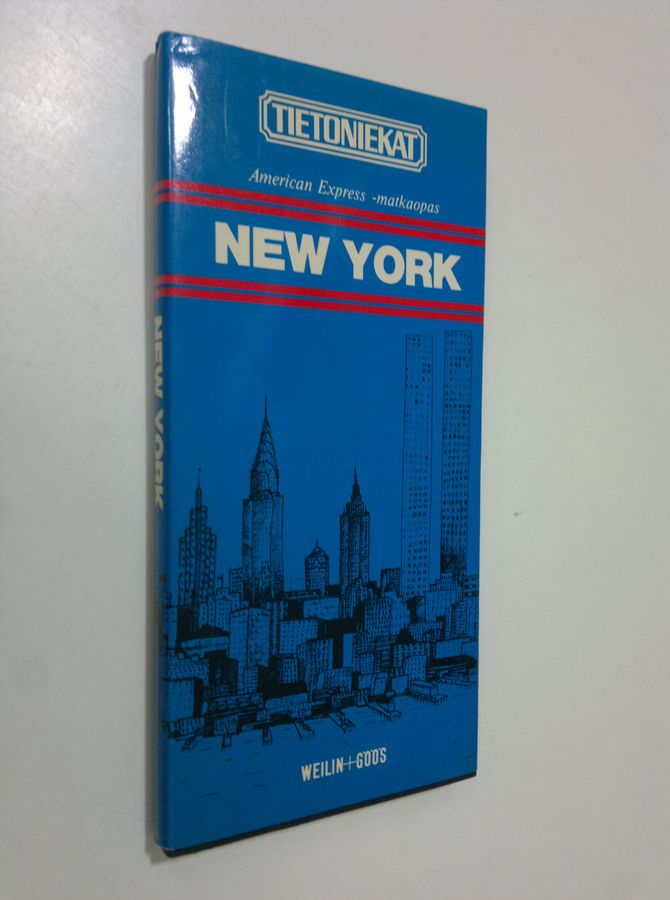 TIETONIEKAT
American Express -matkaopas
NEW YORK
NEW YORK
WEILIN+GÖÖS